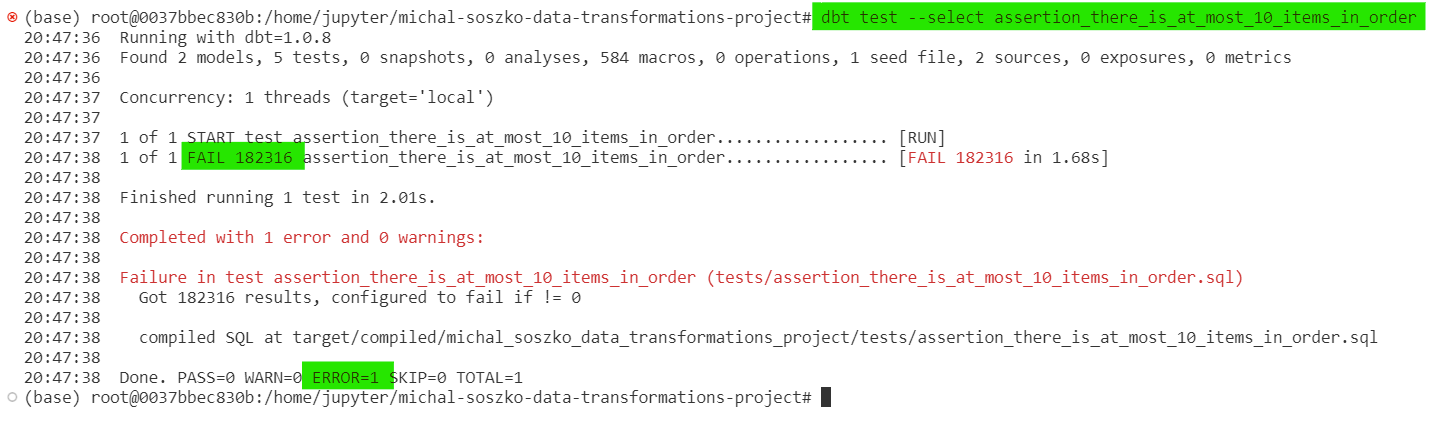 (base) root@0037bbec830b:/home/jupyter/michal-soszko-data-transformations-project# dbt test --select assertion_there_is_at_most_10_items_in_order
20:47:36  Running with dbt=1.0.8
20:47:36  Found 2 models, 5 tests, 0 snapshots, 0 analyses, 584 macros, 0 operations, 1 seed file, 2 sources, 0 exposures, 0 metrics
20:47:36
20:47:37  Concurrency: 1 threads (target='local')
20:47:37
20:47:37  1 of 1 START test assertion_there_is_at_most_10_items_in_order................. [RUN]
20:47:38  1 of 1 FAIL 182316 assertion_there_is_at_most_10_items_in_order................. [FAIL 182316 in 1.68s]
20:47:38
20:47:38  Finished running 1 test in 2.01s.
20:47:38
20:47:38  Completed with 1 error and 0 warnings:
20:47:38
20:47:38  Failure in test assertion_there_is_at_most_10_items_in_order (tests/assertion_there_is_at_most_10_items_in_order.sql)
20:47:38    Got 182316 results, configured to fail if != 0
20:47:38
20:47:38    compiled SQL at target/compiled/michal_soszko_data_transformations_project/tests/assertion_there_is_at_most_10_items_in_order.sql
20:47:38
20:47:38  Done. PASS=0 WARN=0 ERROR=1 SKIP=0 TOTAL=1
(base) root@0037bbec830b:/home/jupyter/michal-soszko-data-transformations-project#